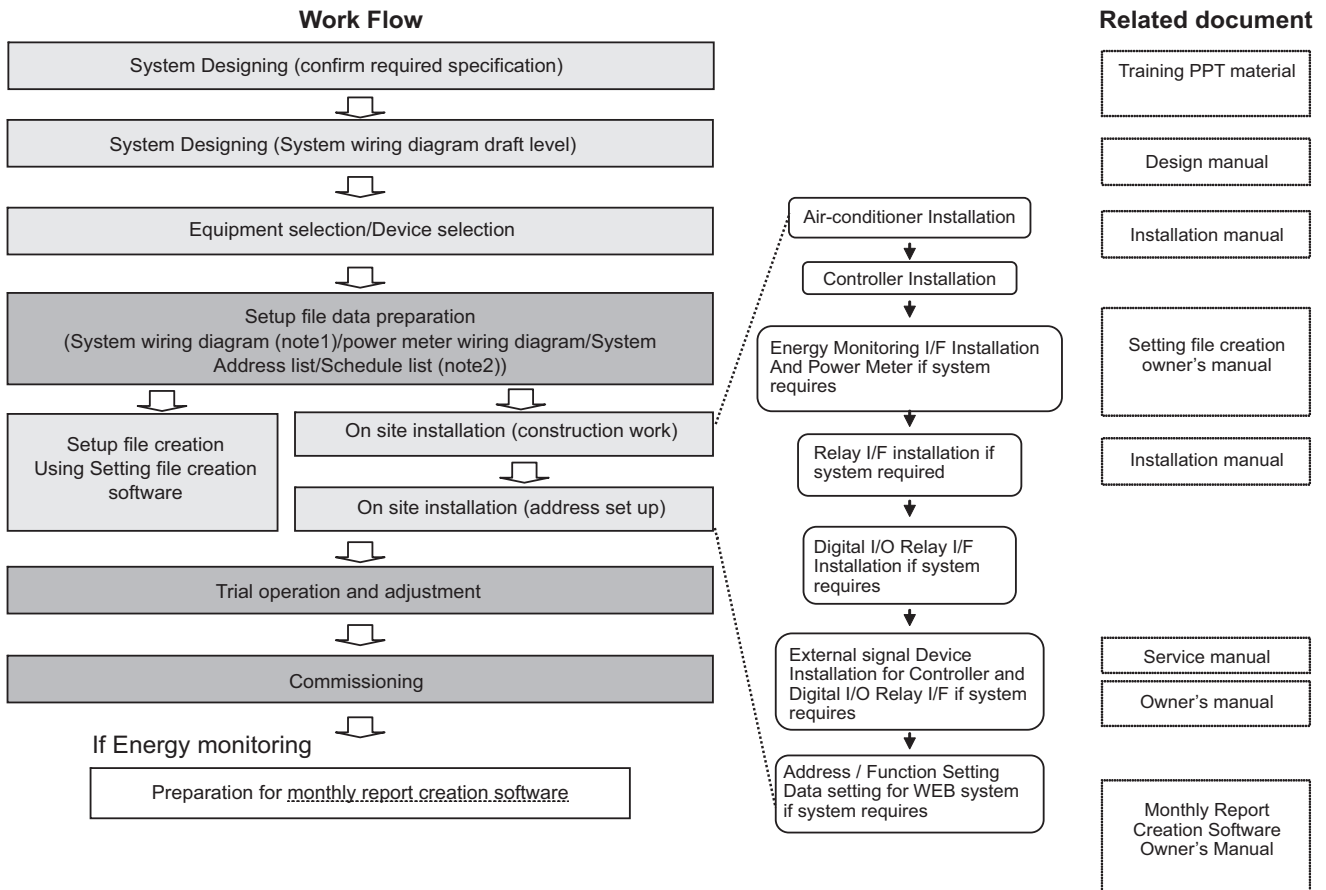 Work Flow
System Designing (confirm required specification)
System Designing (System wiring diagram draft level)
Equipment selection/Device selection
Setup file data preparation
(System wiring diagram (note1)/power meter wiring diagram/System
Address list/Schedule list (note2))
Setup file creation
Using Setting file creation
software
On site installation (construction work)
On site installation (address set up)
Trial operation and adjustment
Commissioning
If Energy monitoring
Preparation for monthly report creation software
Air-conditioner Installation
Controller Installation
Energy Monitoring I/F Installation
And Power Meter if system
requires
Relay I/F installation if
system required
Digital I/O Relay I/F
Installation if system
requires
External signal Device
Installation for Controller and
Digital I/O Relay I/F if system
requires
Address / Function Setting
Data setting for WEB system
if system requires
Related document
Training PPT material
Design manual
Installation manual
Setting file creation
owner's manual
Installation manual
Service manual
Owner's manual
Monthly Report
Creation Software
Owner's Manual